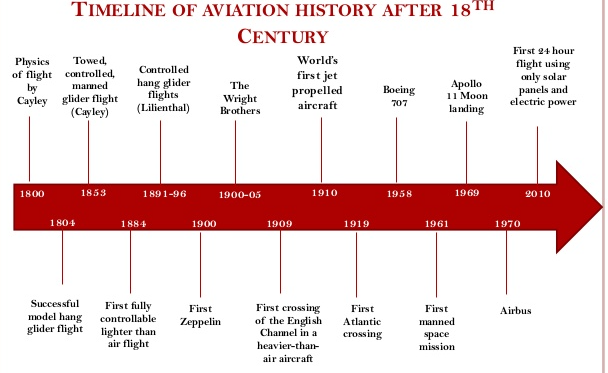 TIMELINE OF AVIATION HISTORY AFTER 18TH
CENTURY
Physics
of flight
by
Cayley
Towed,
controlled,
manned
glider flight
(Cayley)
Controlled
hang glider
flights
(Lilienthal)
The
Wright
Brothers
World's
first jet
propelled
aircraft
Boeing
707
Apollo
11 Moon
landing
First 24 hour
flight using
only solar
panels and
electric power
1800
1853
1891-96
1900-05
1910
1958
1969
2010
1804
1884
1900
1909
1919
1961
1970
Successful
model hang
glider flight
First fully
controllable
lighter than
air flight
First
Zeppelin
First crossing
of the English
Channel in a
heavier-than-
air aircraft
First
Atlantic
crossing
First
manned
space
mission
Airbus